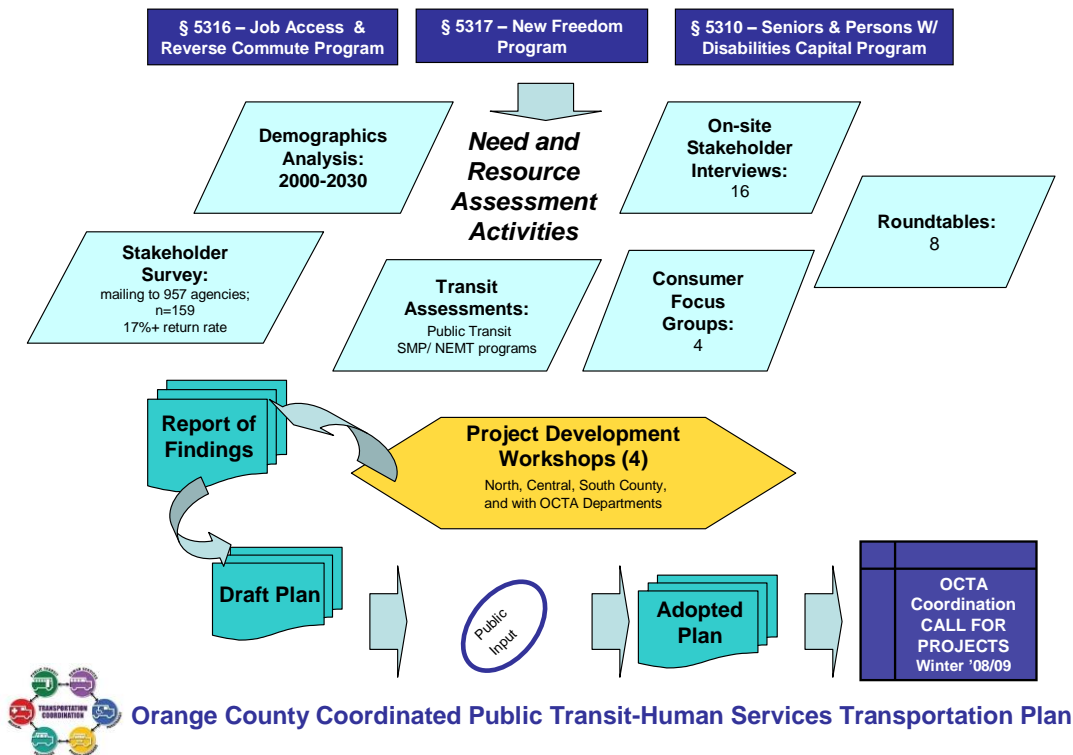 § 5316 – Job Access &
Reverse Commute Program
§ 5317 – New Freedom
Program
§ 5310 – Seniors & Persons W/
Disabilities Capital Program
Demographics
Analysis:
2000-2030
Need and
Resource
Assessment
Activities
On-site
Stakeholder
Interviews:
16
Roundtables:
8
Stakeholder
Survey:
mailing to 957 agencies;
n=159
17%+ return rate
Transit
Assessments:
Public Transit
SMP/ NEMT programs
Consumer
Focus
Groups:
4
Report of
Findings
Project Development
Workshops (4)
North, Central, South County,
and with OCTA Departments
Draft Plan
Public
Input
Adopted
Plan
OCTA
Coordination
CALL FOR
PROJECTS
Winter ’08/09
TRANSPORTATION
COORDINATION
Orange County Coordinated Public Transit-Human Services Transportation Plan